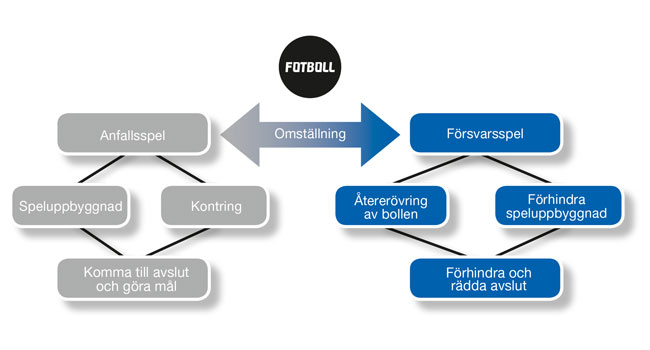 FOTBOLL
Anfallsspel
Omställning
Försvarsspel
Speluppbyggnad
Kontring
Återerövring
av bollen
Förhindra
speluppbyggnad
Komma till avslut
och göra mål
Förhindra och
rädda avslut